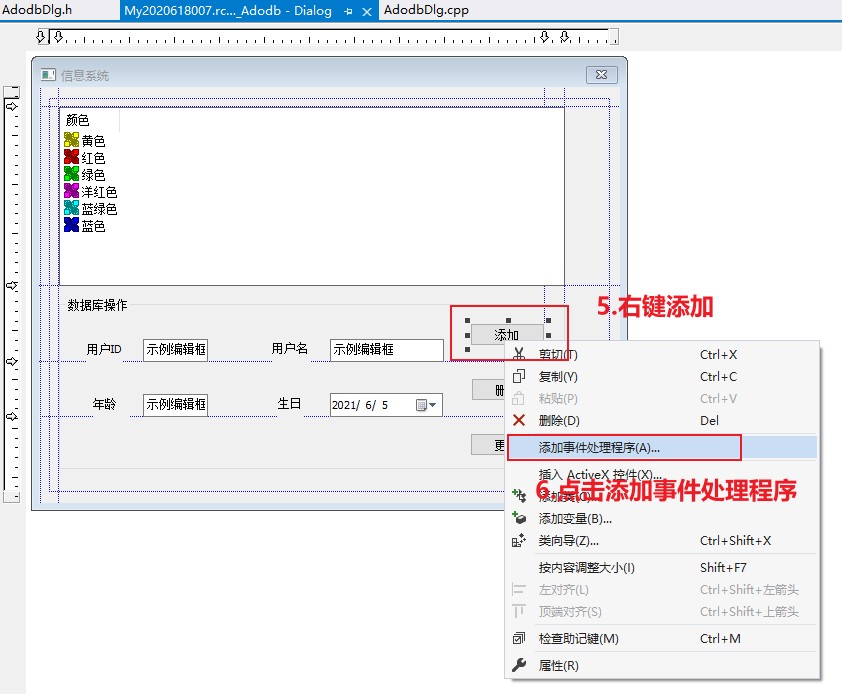 AdodbDlg.h
My2020618007.rc..._Adodb - Dialog
AdodbDlg.cpp
信息系统
颜色
黄色
红色
绿色
洋红色
蓝绿色
蓝色
数据库操作
5.右键添加
添加
用户ID
示例编辑框
用户名
示例编辑框
年龄
示例编辑框
生日
2021/ 6/ 5
剪切(T) Ctrl+X
复制(Y) Ctrl+C
粘贴(P) Ctrl+V
删除(D) Del
添加事件处理程序(A)...
插入 ActiveX 控件(X)...
6.点击添加事件处理程序
添加类(C)...
添加变量(B)...
类向导(Z)... Ctrl+Shift+X
按内容调整大小(I) Shift+F7
左对齐(L) Ctrl+Shift+左箭头
顶端对齐(S) Ctrl+Shift+上箭头
检查助记键(M) Ctrl+M
属性(R)